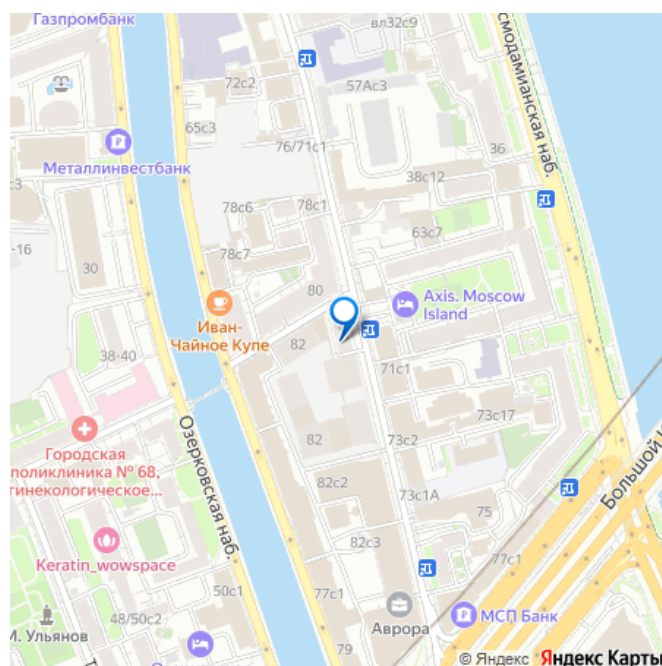 Газпромбанк
вл32с9
смодамианская наб.
72с2
57Ас3
65с3
76/71с1
36
Металлинвестбанк
с3
38с12
78с6
78с1
63с7
-16
78с7
30
80
Axis. Moscow
Island
Иван-
Чайное Купе
82
38-40
71с1
Озерковская наб.
73с17
Городская
поликлиника № 68,
гинекологическое...
82
73с2
Большой
82с2
73с1А
75
Keratin_wowspace
82с3
77с1
50с1
48/50с2
М. Ульянов
МСП Банк
Аврора
79
77с1
© Яндекс Яндекс Карты